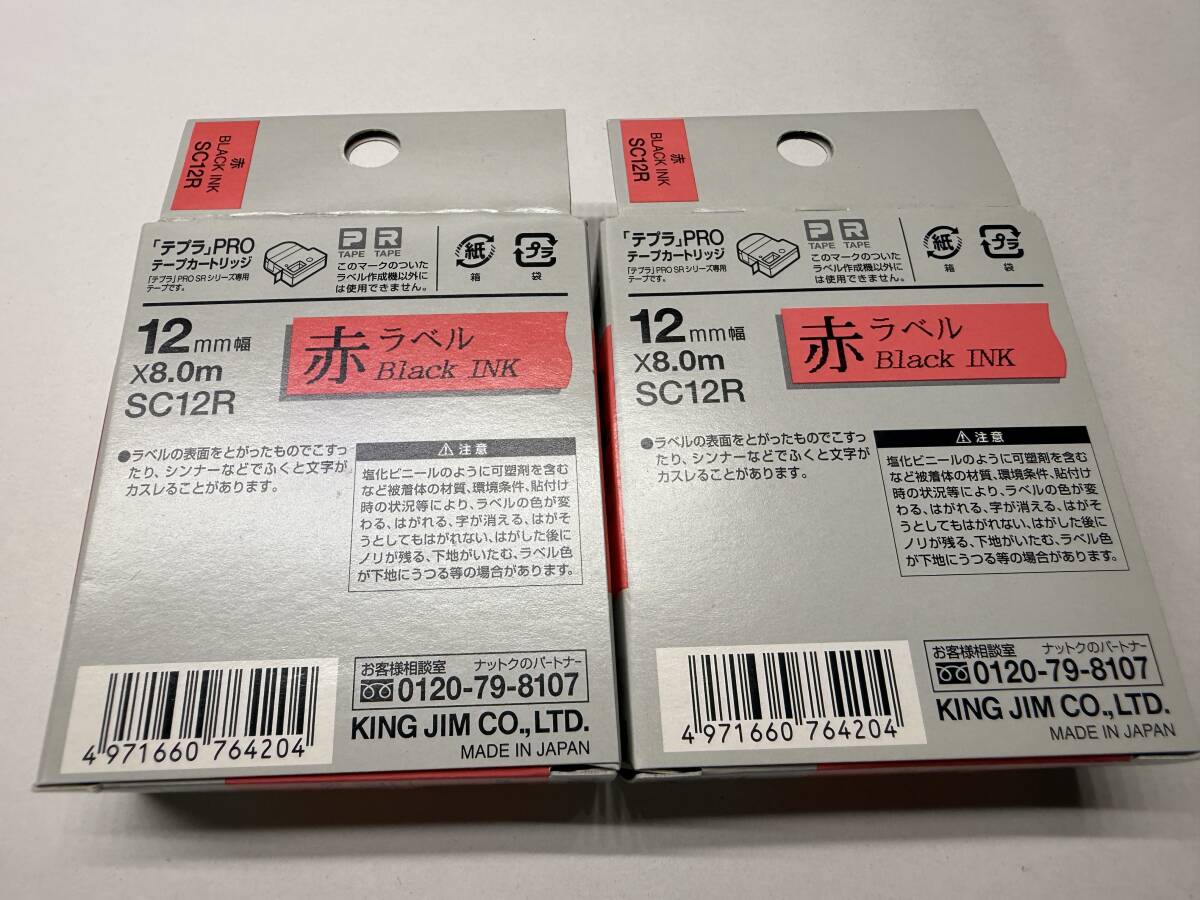 赤
BLACK INK
SC12R
「テプラ」PRO
テープカートリッジ
「テプラ」PRO SRシリーズ専用
テープです。
P R
TAPE TAPE
このマークのついた
ラベル作成機以外に
は使用できません。
紙
箱
プラ
袋
12mm幅
X8.0m
SC12R
赤 ラベル
Black INK
●ラベルの表面をとがったものでこすっ
たり、シンナーなどでふくと文字が
カスレることがあります。
⚠注意
塩化ビニールのように可塑剤を含む
など被着体の材質、環境条件、貼付け
時の状況等により、ラベルの色が変
わる、はがれる、字が消える、はがそ
うとしてもはがれない、はがした後に
ノリが残る、下地がいたむ、ラベル色
が下地にうつる等の場合があります。
4 971660 764204
お客様相談室 ナットクのパートナー
0120-79-8107
KING JIM CO.,LTD.
MADE IN JAPAN
赤
BLACK INK
SC12R
「テプラ」PRO
テープカートリッジ
「テプラ」PRO SRシリーズ専用
テープです。
P R
TAPE TAPE
このマークのついた
ラベル作成機以外に
は使用できません。
紙
箱
プラ
袋
12mm幅
X8.0m
SC12R
赤 ラベル
Black INK
●ラベルの表面をとがったものでこすっ
たり、シンナーなどでふくと文字が
カスレることがあります。
⚠注意
塩化ビニールのように可塑剤を含む
など被着体の材質、環境条件、貼付け
時の状況等により、ラベルの色が変
わる、はがれる、字が消える、はがそ
うとしてもはがれない、はがした後に
ノリが残る、下地がいたむ、ラベル色
が下地にうつる等の場合があります。
4 971660 764204
お客様相談室 ナットクのパートナー
0120-79-8107
KING JIM CO.,LTD.
MADE IN JAPAN